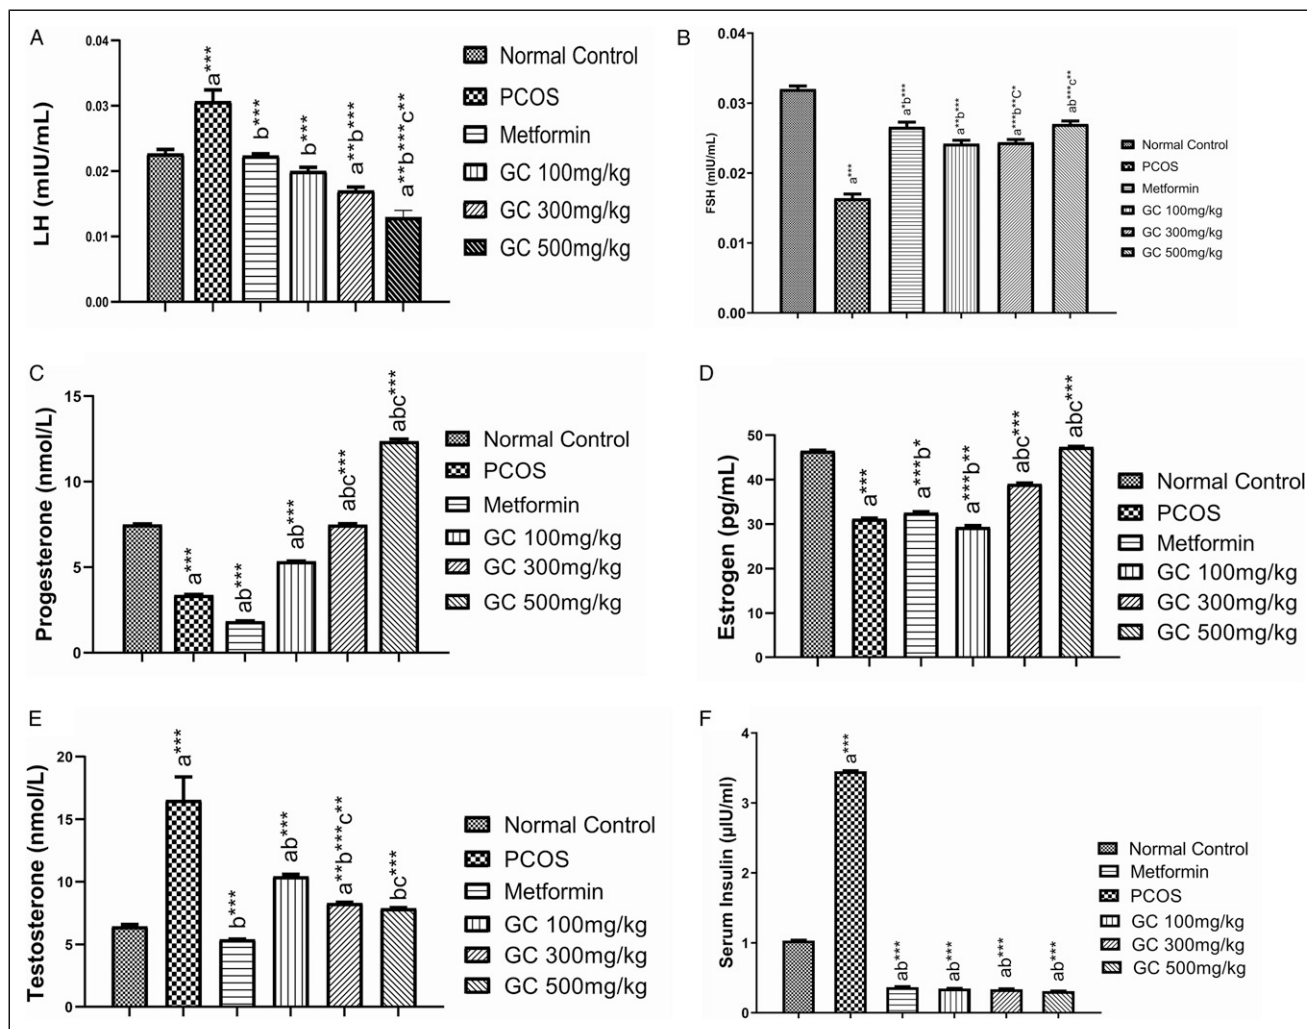 A
LH (mIU/mL)
0.04
0.03
0.02
0.01
0.00
a***
b***
b***
a**b***
a**b***c**
Normal Control
PCOS
Metformin
GC 100mg/kg
GC 300mg/kg
GC 500mg/kg
B
FSH (mIU/mL)
0.04
0.03
0.02
0.01
0.00
a***
a*b***
a**b***
a***b**C*
ab***c**
Normal Control
PCOS
Metformin
GC 100mg/kg
GC 300mg/kg
GC 500mg/kg
C
Progesterone (nmol/L)
15
10
5
0
a***
ab***
ab***
abc***
abc***
Normal Control
PCOS
Metformin
GC 100mg/kg
GC 300mg/kg
GC 500mg/kg
D
Estrogen (pg/mL)
50
40
30
20
10
0
a***
a***b*
a***b**
abc***
abc***
Normal Control
PCOS
Metformin
GC 100mg/kg
GC 300mg/kg
GC 500mg/kg
E
Testosterone (nmol/L)
20
15
10
5
0
a***
b***
ab***
a**b***c**
bc***
Normal Control
PCOS
Metformin
GC 100mg/kg
GC 300mg/kg
GC 500mg/kg
F
Serum Insulin (µIU/ml)
4
3
2
1
0
a***
ab***
ab***
ab***
ab***
Normal Control
Metformin
PCOS
GC 100mg/kg
GC 300mg/kg
GC 500mg/kg